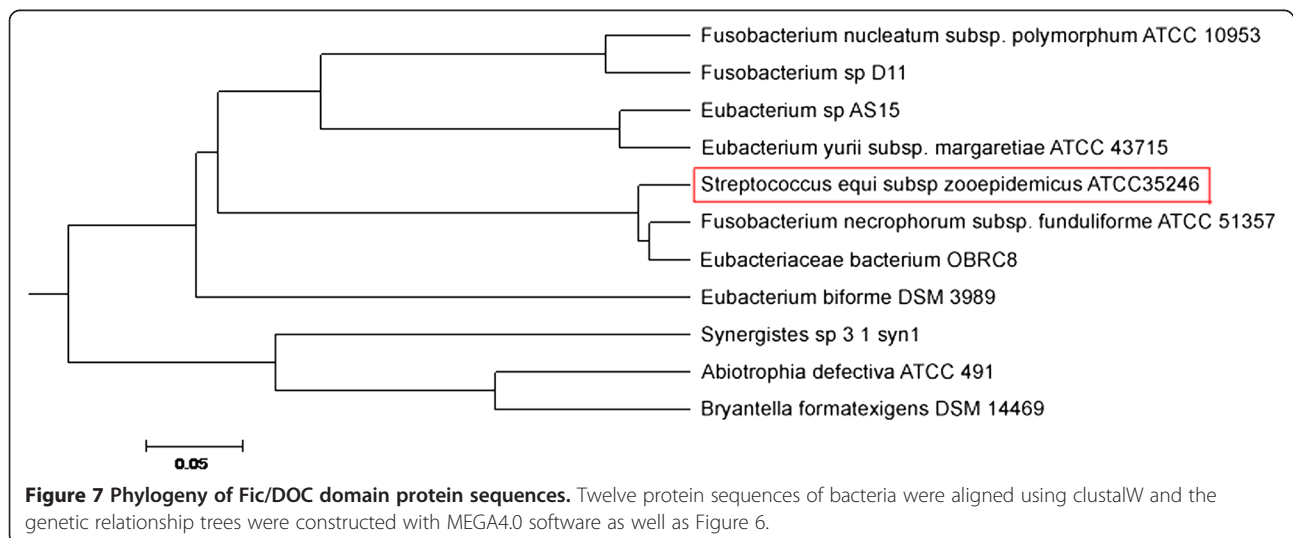 Fusobacterium nucleatum subsp. polymorphum ATCC 10953
Fusobacterium sp D11
Eubacterium sp AS15
Eubacterium yurii subsp. margaretiae ATCC 43715
Streptococcus equi subsp zooepidemicus ATCC35246
Fusobacterium necrophorum subsp. funduliforme ATCC 51357
Eubacteriaceae bacterium OBRC8
Eubacterium biforme DSM 3989
Synergistes sp 3 1 syn1
Abiotrophia defectiva ATCC 491
Bryantella formatexigens DSM 14469
0.05
Figure 7 Phylogeny of Fic/DOC domain protein sequences. Twelve protein sequences of bacteria were aligned using clustalW and the
genetic relationship trees were constructed with MEGA4.0 software as well as Figure 6.